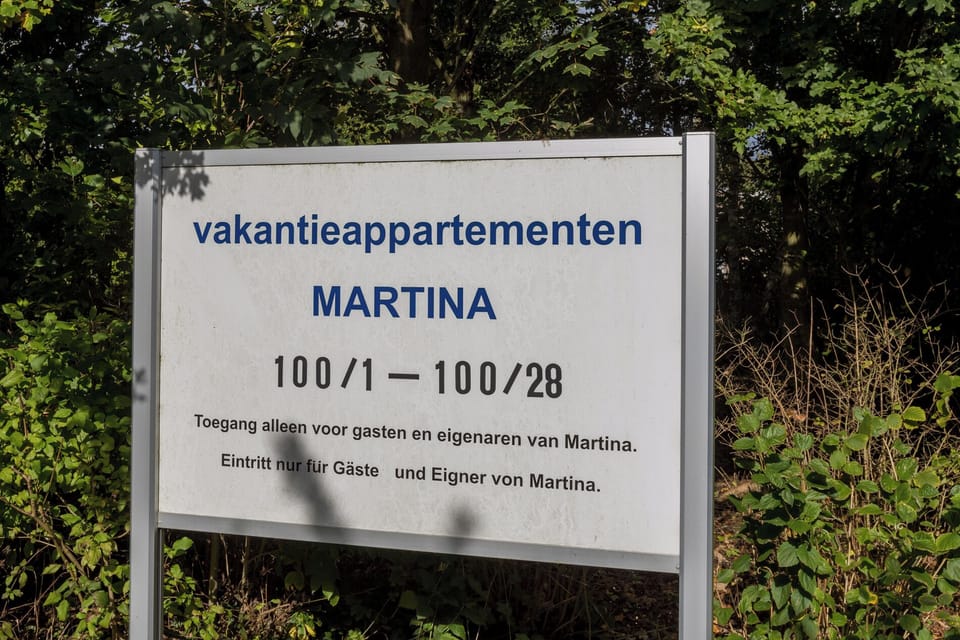 vakantieappartementen
MARTINA
100/1 — 100/28
Toegang alleen voor gasten en eigenaren van Martina.
Eintritt nur für Gäste und Eigner von Martina.